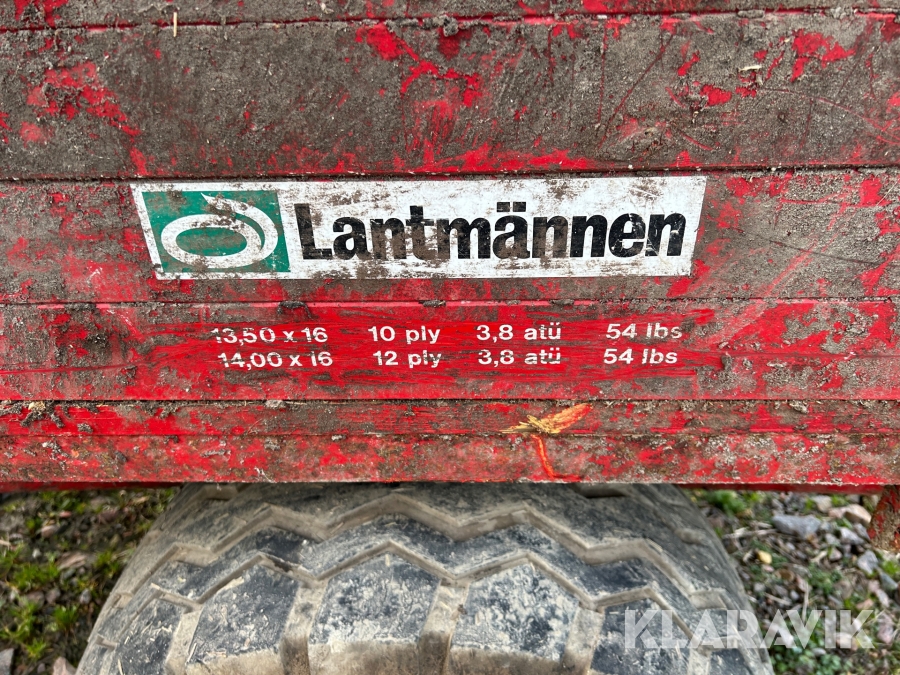 Lantmännen
13,50 x 16 10 ply 3,8 atü 54 lbs
14,00 x 16 12 ply 3,8 atü 54 lbs
KLARAVIK